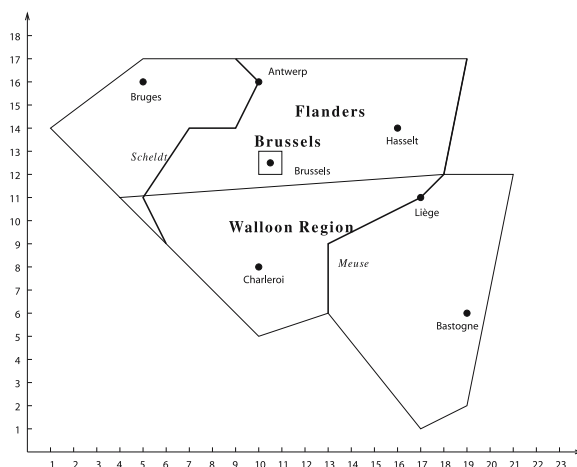 18
17
16
15
14
13
12
11
10
9
8
7
6
5
4
3
2
1
Antwerp
Bruges
Flanders
Brussels
Hasselt
Scheldt
Brussels
Walloon Region
Liège
Meuse
Charleroi
Bastogne
1 2 3 4 5 6 7 8 9 10 11 12 13 14 15 16 17 18 19 20 21 22 23